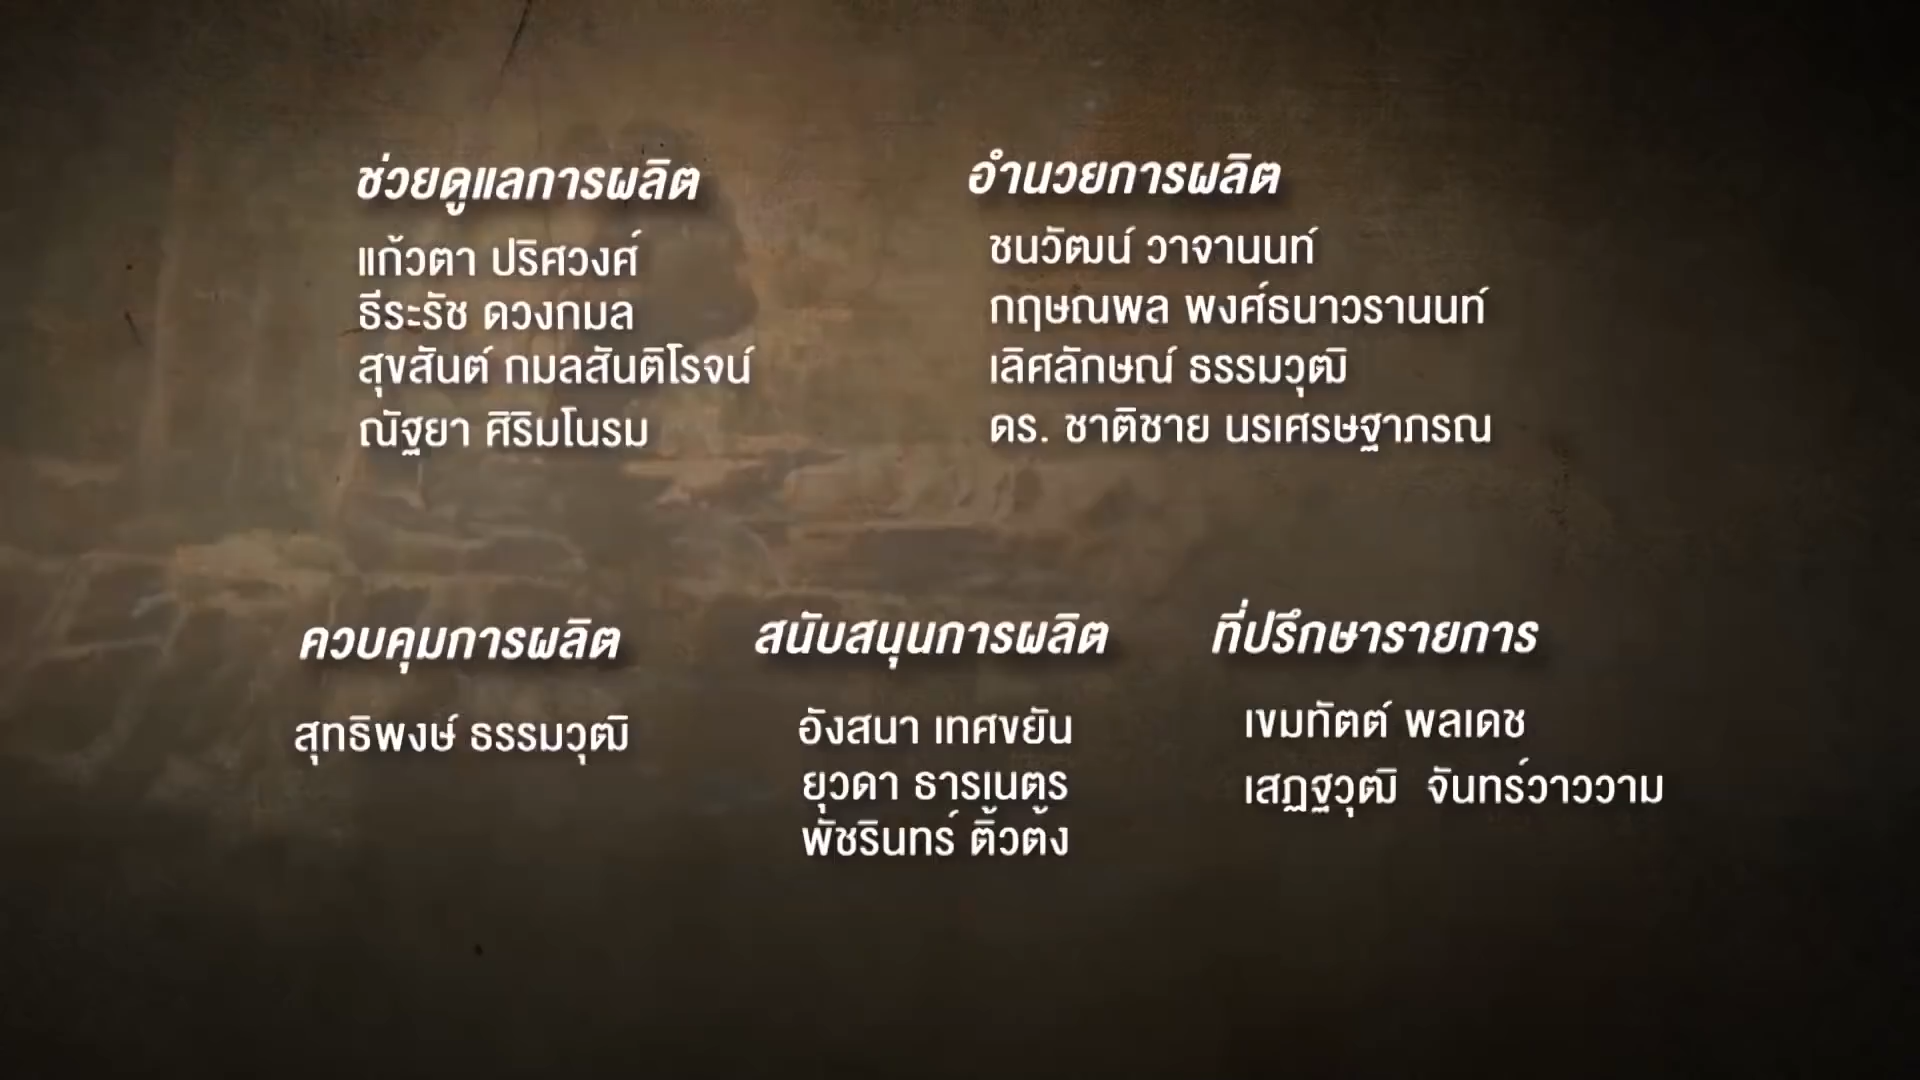 ช่วยดูแลการผลิต
แก้วตา ปริศวงศ์
ธีระรัช ดวงกมล
สุขสันต์ กมลสันติโรจน์
ณัฐยา ศิริมโนรม
อำนวยการผลิต
ชนวัฒน์ วาจานนท์
กฤษณพล พงศ์ธนาวรานนท์
เลิศลักษณ์ ธรรมวุฒิ
ดร. ชาติชาย นรเศรษฐาภรณ
ควบคุมการผลิต
สุทธิพงษ์ ธรรมวุฒิ
สนับสนุนการผลิต
อังสนา เทศขยัน
ยุวดา ธารเนตร
พัชรินทร์ ติ้วต้ง
ที่ปรึกษารายการ
เขมทัตต์ พลเดช
เสฏฐวุฒิ จันทร์วาววาม